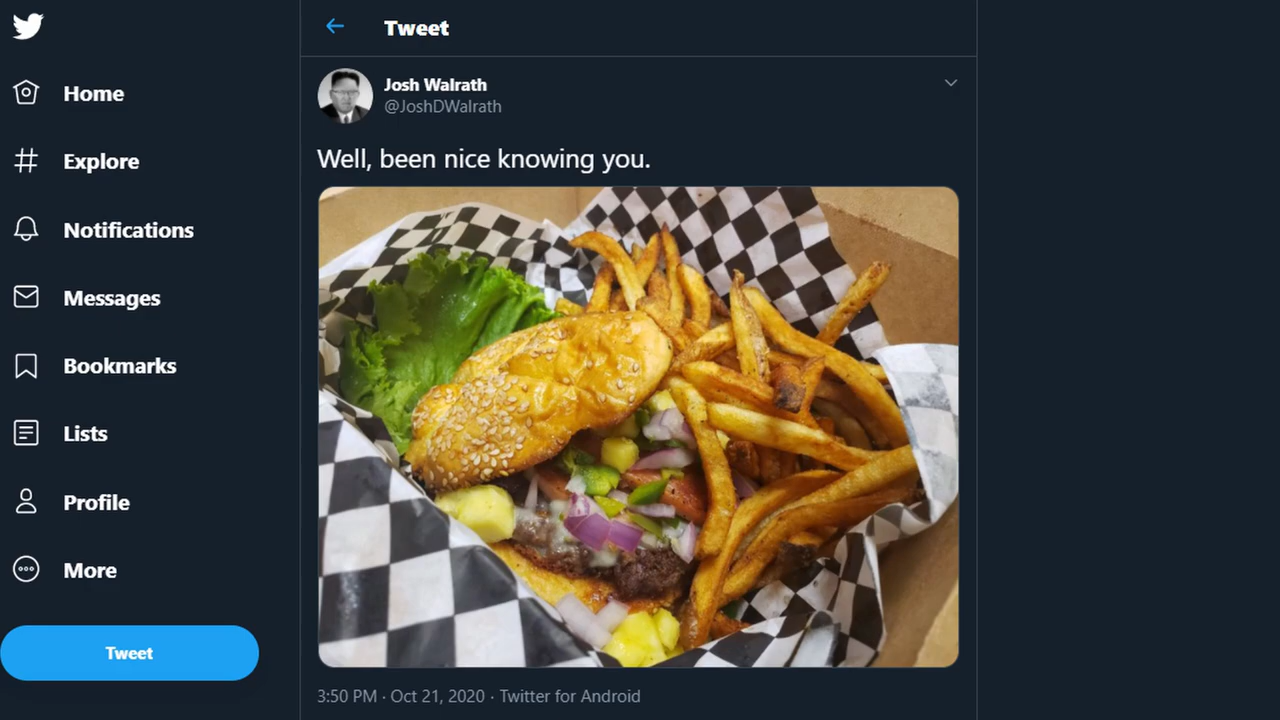 Tweet
Josh Walrath
@JoshDWalrath
Well, been nice knowing you.
3:50 PM · Oct 21, 2020 · Twitter for Android
Home
Explore
Notifications
Messages
Bookmarks
Lists
Profile
More
Tweet